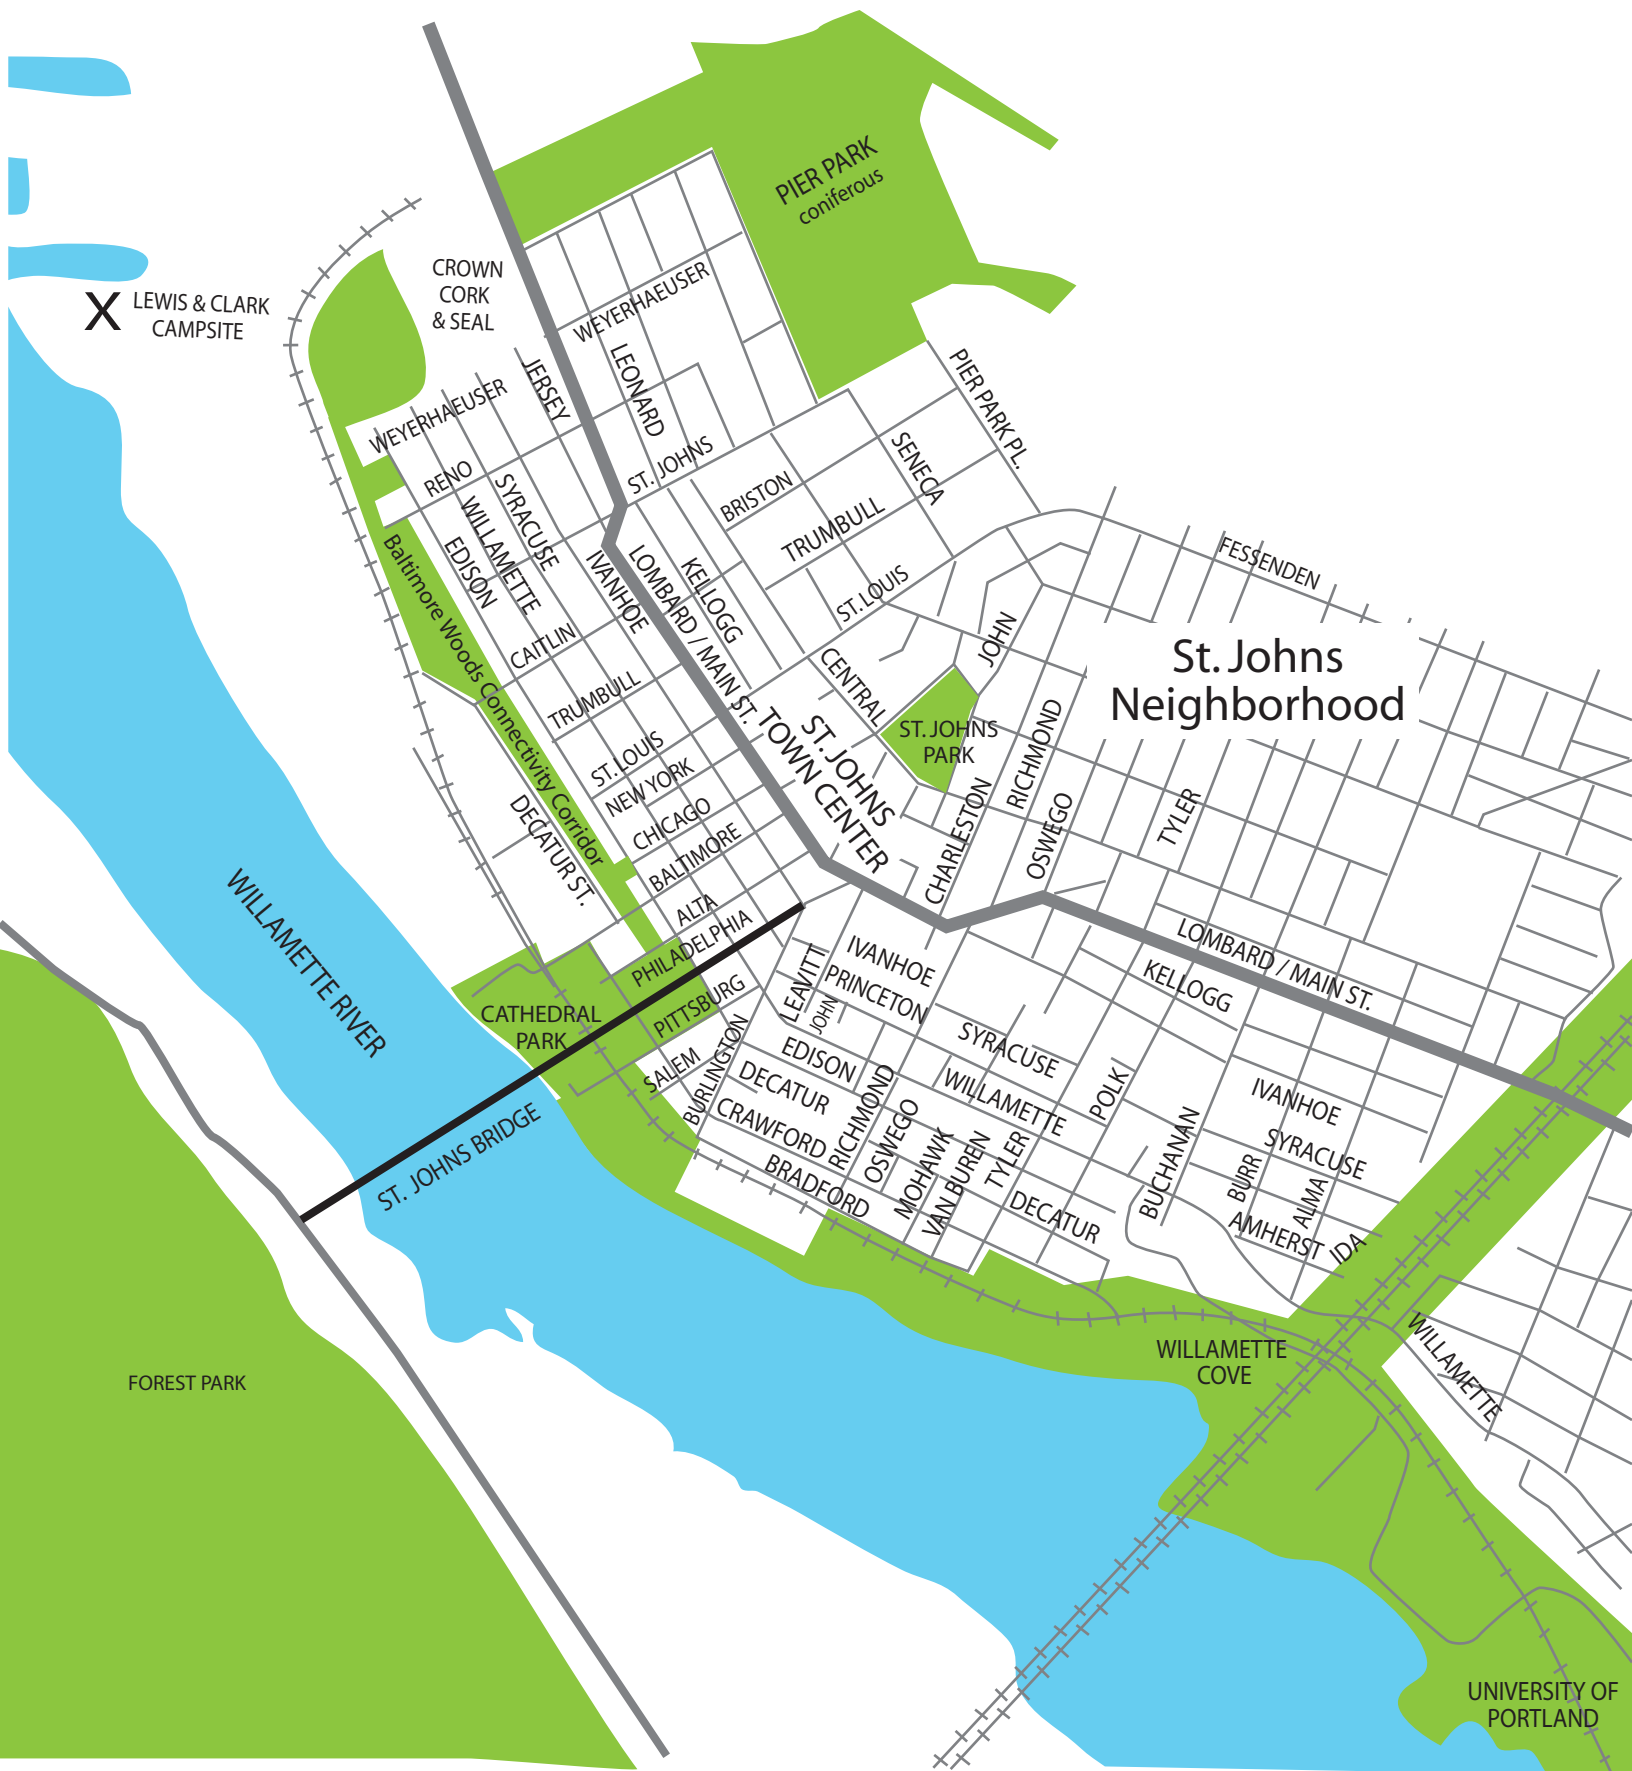 PIER PARK
coniferous
CROWN
CORK
& SEAL
LEWIS & CLARK
CAMPSITE
X
WEYERHAEUSER
LEONARD
JERSEY
WEYERHAEUSER
PIER PARK PL.
SENECA
ST. JOHNS
RENO
BRISTON
TRUMBULL
SYRACUSE
WILLAMETTE
EDISON
IVANHOE
LOMBARD / MAIN ST.
KELLOGG
ST. LOUIS
FESSENDEN
Baltimore Woods Connectivity Corridor
CAITLIN
TRUMBULL
JOHN
CENTRAL
St. Johns
Neighborhood
ST. JOHNS
PARK
ST. JOHNS
TOWN CENTER
RICHMOND
ST. LOUIS
NEW YORK
CHICAGO
BALTIMORE
DECATUR ST.
CHARLESTON
OSWEGO
TYLER
ALTA
PHILADELPHIA
WILLAMETTE RIVER
CATHEDRAL
PARK
PITTSBURG
SALEM
BURLINGTON
LEAVITT
JOHN
IVANHOE
PRINCETON
LOMBARD / MAIN ST.
KELLOGG
SYRACUSE
EDISON
DECATUR
CRAWFORD
BRADFORD
WILLAMETTE
RICHMOND
OSWEGO
MOHAWK
VAN BUREN
TYLER
POLK
DECATUR
BUCHANAN
IVANHOE
SYRACUSE
BURR
ALMA
AMHERST
IDA
ST. JOHNS BRIDGE
WILLAMETTE
COVE
WILLAMETTE
FOREST PARK
UNIVERSITY OF
PORTLAND